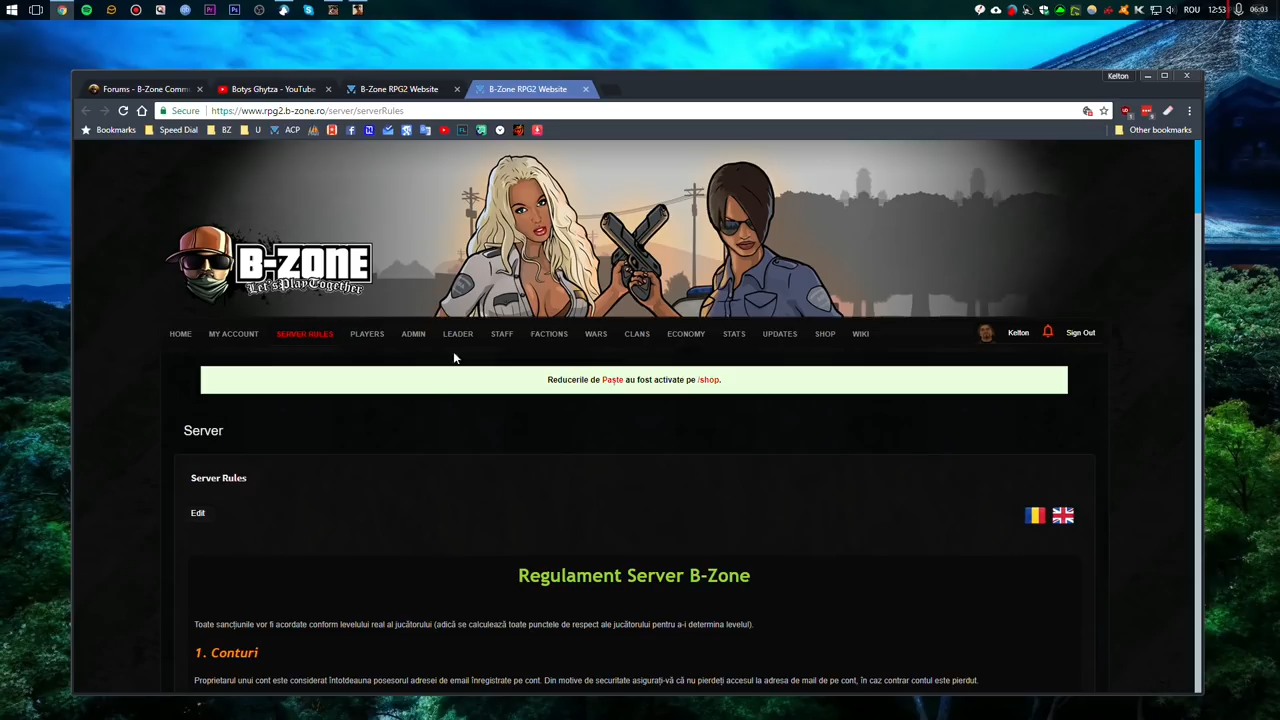 ROU 12:53 06:03
Kelton
Forums - B-Zone Comm
Botys Ghytza - YouTube
B-Zone RPG2 Website
B-Zone RPG2 Website
Secure https://www.rpg2.b-zone.ro/server/serverRules
Bookmarks Speed Dial BZ U ACP Other bookmarks
B-ZONE
Let'sPlayTogether
HOME MY ACCOUNT SERVER RULES PLAYERS ADMIN LEADER STAFF FACTIONS WARS CLANS ECONOMY STATS UPDATES SHOP WIKI Kelton Sign Out
Reducerile de Paște au fost activate pe /shop.
Server
Server Rules
Edit
Regulament Server B-Zone
Toate sancțiunile vor fi acordate conform levelului real al jucătorului (adică se calculează toate punctele de respect ale jucătorului pentru a-i determina levelul).
1. Conturi
Proprietarul unui cont este considerat întotdeauna posesorul adresei de email înregistrate pe cont. Din motive de securitate asigurați-vă că nu pierdeți accesul la adresa de mail de pe cont, în caz contrar contul este pierdut.